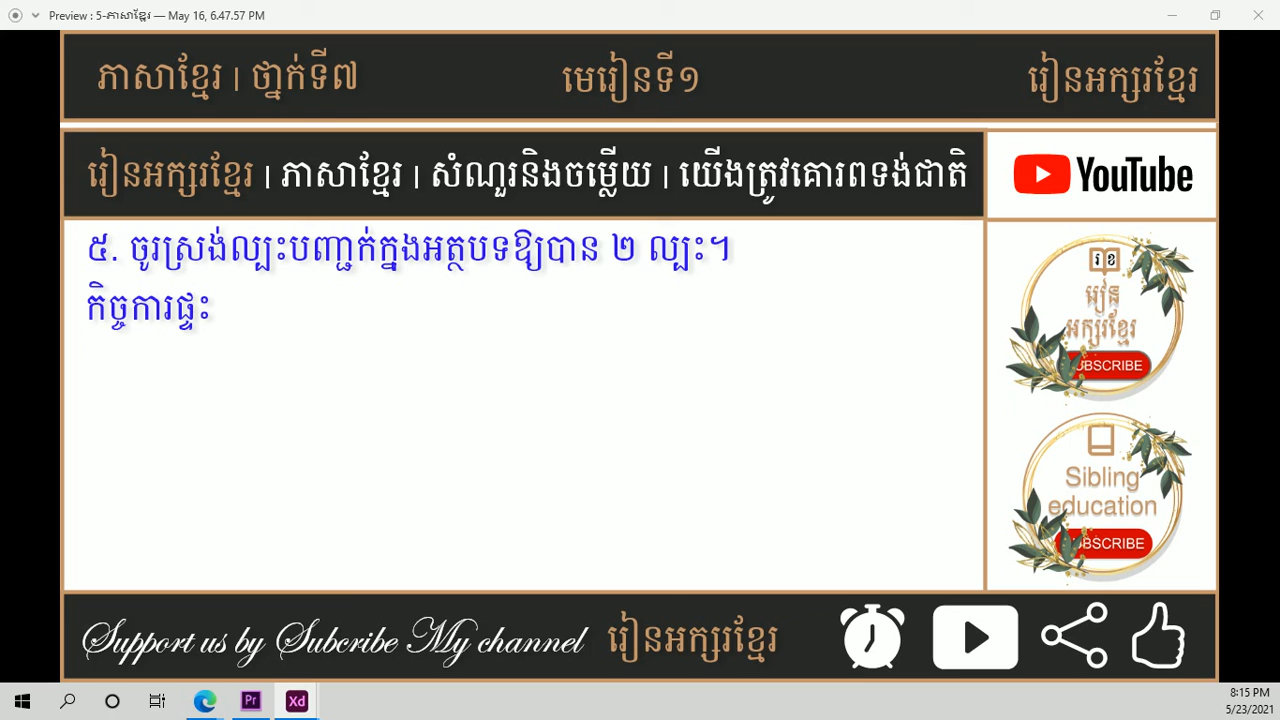 Preview : 5-ភាសាខ្មែរ — May 16, 6.47.57 PM
ភាសាខ្មែរ | ថ្នាក់ទី៧
មេរៀនទី១
រៀនអក្សរខ្មែរ
រៀនអក្សរខ្មែរ | ភាសាខ្មែរ | សំណួរនិងចម្លើយ | យើងត្រូវគោរពទង់ជាតិ
YouTube
៥. ចូរស្រង់ល្បះបញ្ជាក់ក្នុងអត្ថបទឱ្យបាន ២ ល្បះ។
កិច្ចការផ្ទះ
រ ខ
រៀន
អក្សរខ្មែរ
SUBSCRIBE
Sibling
education
SUBSCRIBE
Support us by Subcribe My channel រៀនអក្សរខ្មែរ
Pr
Xd
8:15 PM
5/23/2021